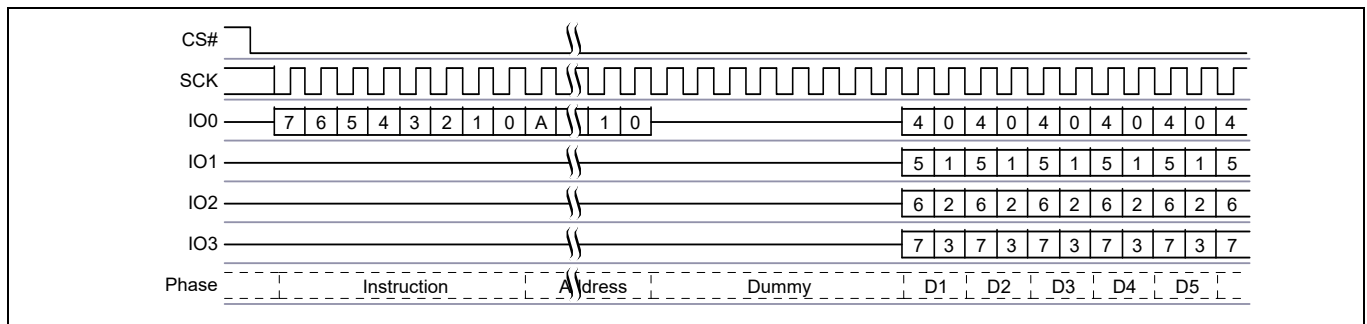 CS#
SCK
IO0 7 6 5 4 3 2 1 0 A 1 0 4 0 4 0 4 0 4 0 4 0 4
IO1 5 1 5 1 5 1 5 1 5 1 5
IO2 6 2 6 2 6 2 6 2 6 2 6
IO3 7 3 7 3 7 3 7 3 7 3 7
Phase Instruction Address Dummy D1 D2 D3 D4 D5